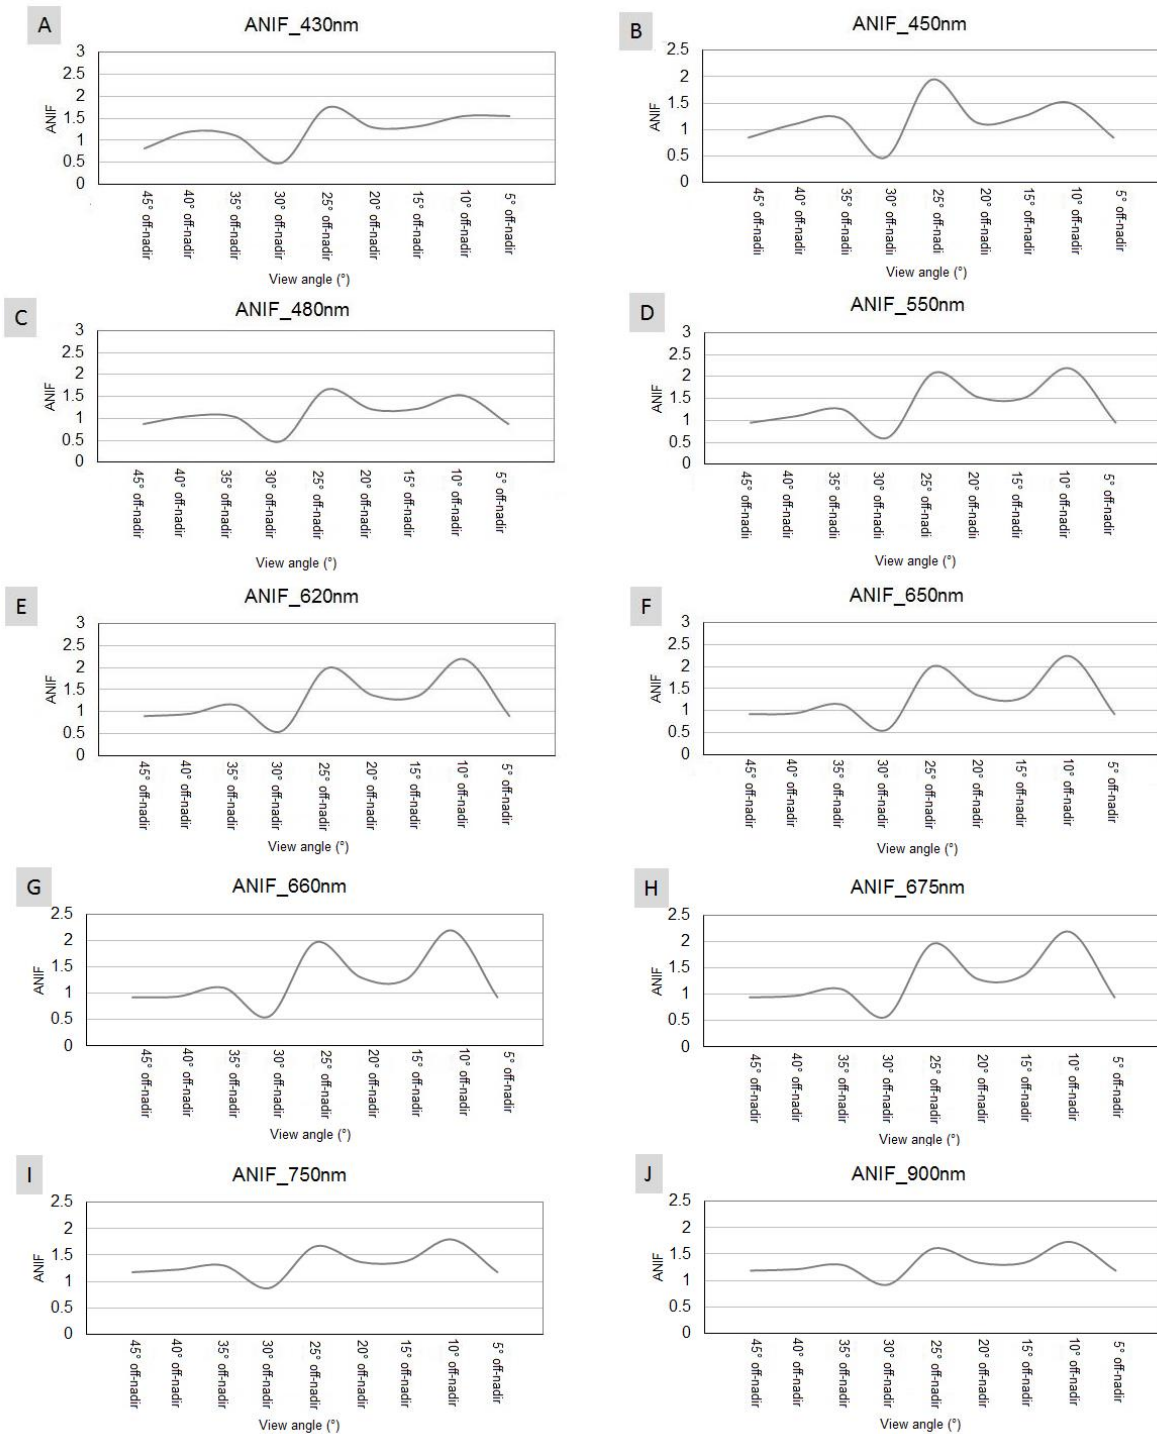 A
ANIF_430nm
3
2.5
2
1.5
1
0.5
0
ANIF
45° off-nadir
40° off-nadir
35° off-nadir
30° off-nadir
25° off-nadir
20° off-nadir
15° off-nadir
10° off-nadir
5° off-nadir
View angle (°)
B
ANIF_450nm
2.5
2
1.5
1
0.5
0
ANIF
45° off-nadii
40° off-nadii
35° off-nadii
30° off-nadii
25° off-nadii
20° off-nadii
15° off-nadii
10° off-nadii
5° off-nadir
View angle (°)
C
ANIF_480nm
3
2.5
2
1.5
1
0.5
0
ANIF
45° off-nadir
40° off-nadir
35° off-nadir
30° off-nadir
25° off-nadir
20° off-nadir
15° off-nadir
10° off-nadir
5° off-nadir
View angle (°)
D
ANIF_550nm
3
2.5
2
1.5
1
0.5
0
ANIF
45° off-nadii
40° off-nadii
35° off-nadii
30° off-nadii
25° off-nadi
20° off-nadii
15° off-nadii
10° off-nadii
5° off-nadir
View angle (°)
E
ANIF_620nm
3
2.5
2
1.5
1
0.5
0
ANIF
45° off-nadir
40° off-nadir
35° off-nadir
30° off-nadir
25° off-nadir
20° off-nadir
15° off-nadir
10° off-nadir
5° off-nadir
View angle (°)
F
ANIF_650nm
3
2.5
2
1.5
1
0.5
0
ANIF
45° off-nadir
40° off-nadir
35° off-nadir
30° off-nadir
25° off-nadir
20° off-nadir
15° off-nadir
10° off-nadir
5° off-nadir
View angle (°)
G
ANIF_660nm
2.5
2
1.5
1
0.5
0
ANIF
45° off-nadir
40° off-nadir
35° off-nadir
30° off-nadir
25° off-nadir
20° off-nadir
15° off-nadir
10° off-nadir
5° off-nadir
View angle (°)
H
ANIF_675nm
2.5
2
1.5
1
0.5
0
ANIF
45° off-nadir
40° off-nadir
35° off-nadir
30° off-nadir
25° off-nadir
20° off-nadir
15° off-nadir
10° off-nadir
5° off-nadir
View angle (°)
I
ANIF_750nm
2.5
2
1.5
1
0.5
0
ANIF
45° off-nadir
40° off-nadir
35° off-nadir
30° off-nadir
25° off-nadir
20° off-nadir
15° off-nadir
10° off-nadir
5° off-nadir
View angle (°)
J
ANIF_900nm
2.5
2
1.5
1
0.5
0
ANIF
45° off-nadir
40° off-nadir
35° off-nadir
30° off-nadir
25° off-nadir
20° off-nadir
15° off-nadir
10° off-nadir
5° off-nadir
View angle (°)